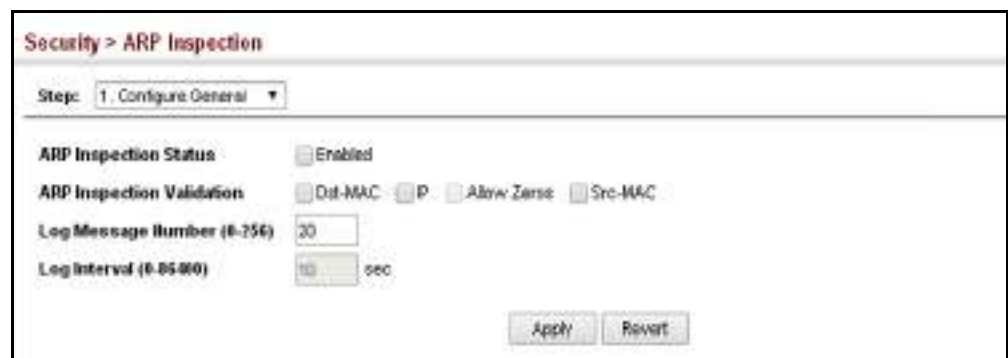 Security > ARP Inspection
Step: 1. Configure General
ARP Inspection Status Enabled
ARP Inspection Validation Dst-MAC IP Allow Zeros Src-MAC
Log Message Number (0-256) 20
Log Interval (0-86400) 10 sec
Apply Revert